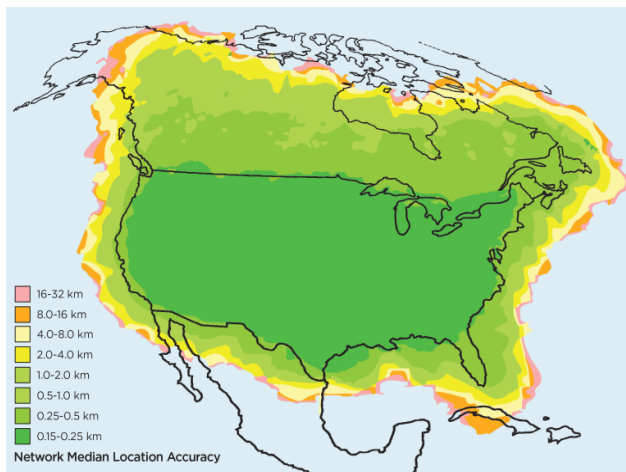 16-32 km
8.0-16 km
4.0-8.0 km
2.0-4.0 km
1.0-2.0 km
0.5-1.0 km
0.25-0.5 km
0.15-0.25 km
Network Median Location Accuracy